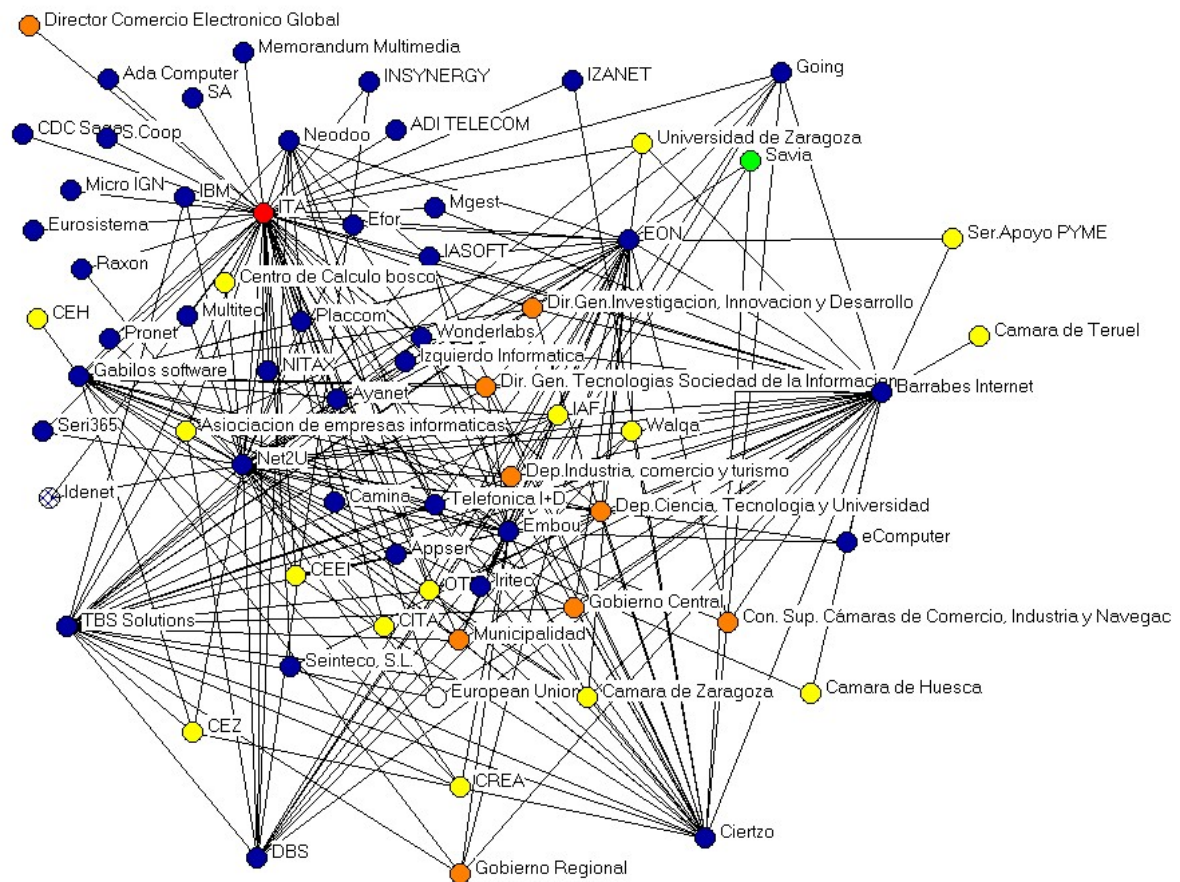 Director Comercio Electronico Global
Memorandum Multimedia
Ada Computer
SA
INSYNERGY
IZANET
Going
CDC Saga
S.Coop
Neodoo
ADI TELECOM
Universidad de Zaragoza
Savia
Micro IGN
IBM
ITA
Efor
Mgest
EON
Ser.Apoyo PYME
Eurosistema
IASOFT
Raxon
Centro de Calculo bosco
Dir.Gen.Investigacion, Innovacion y Desarrollo
CEH
Multitec
Placcom
Wonderlabs
Camara de Teruel
Pronet
Izquierdo Informatica
Gabilos software
NITA
Ayanet
Dir. Gen. Tecnologias Sociedad de la Informacion
Barrabes Internet
IAF
Seri365
Asiociacion de empresas informaticas
Walqa
Net2U
Dep.Industria, comercio y turismo
Idenet
Camina
Telefonica I+D
Dep.Ciencia, Tecnologia y Universidad
Embou
eComputer
Appser
CEEI
Iritec
Gobierno Central
TBS Solutions
CITA
Municipalidad
Con. Sup. Cámaras de Comercio, Industria y Navegac
Seinteco, S.L.
European Union
Camara de Zaragoza
Camara de Huesca
CEZ
CREA
Ciertzo
DBS
Gobierno Regional